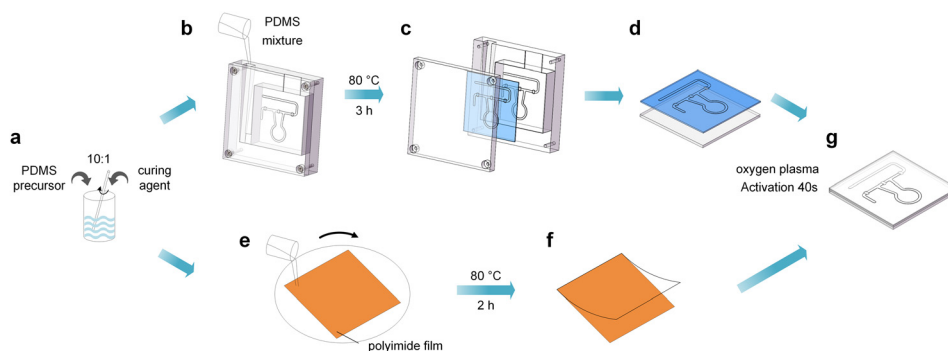 b
PDMS
mixture
c
d
80 °C
3 h
a
10:1
PDMS
precursor
curing
agent
g
oxygen plasma
Activation 40s
e
f
80 °C
2 h
polyimide film